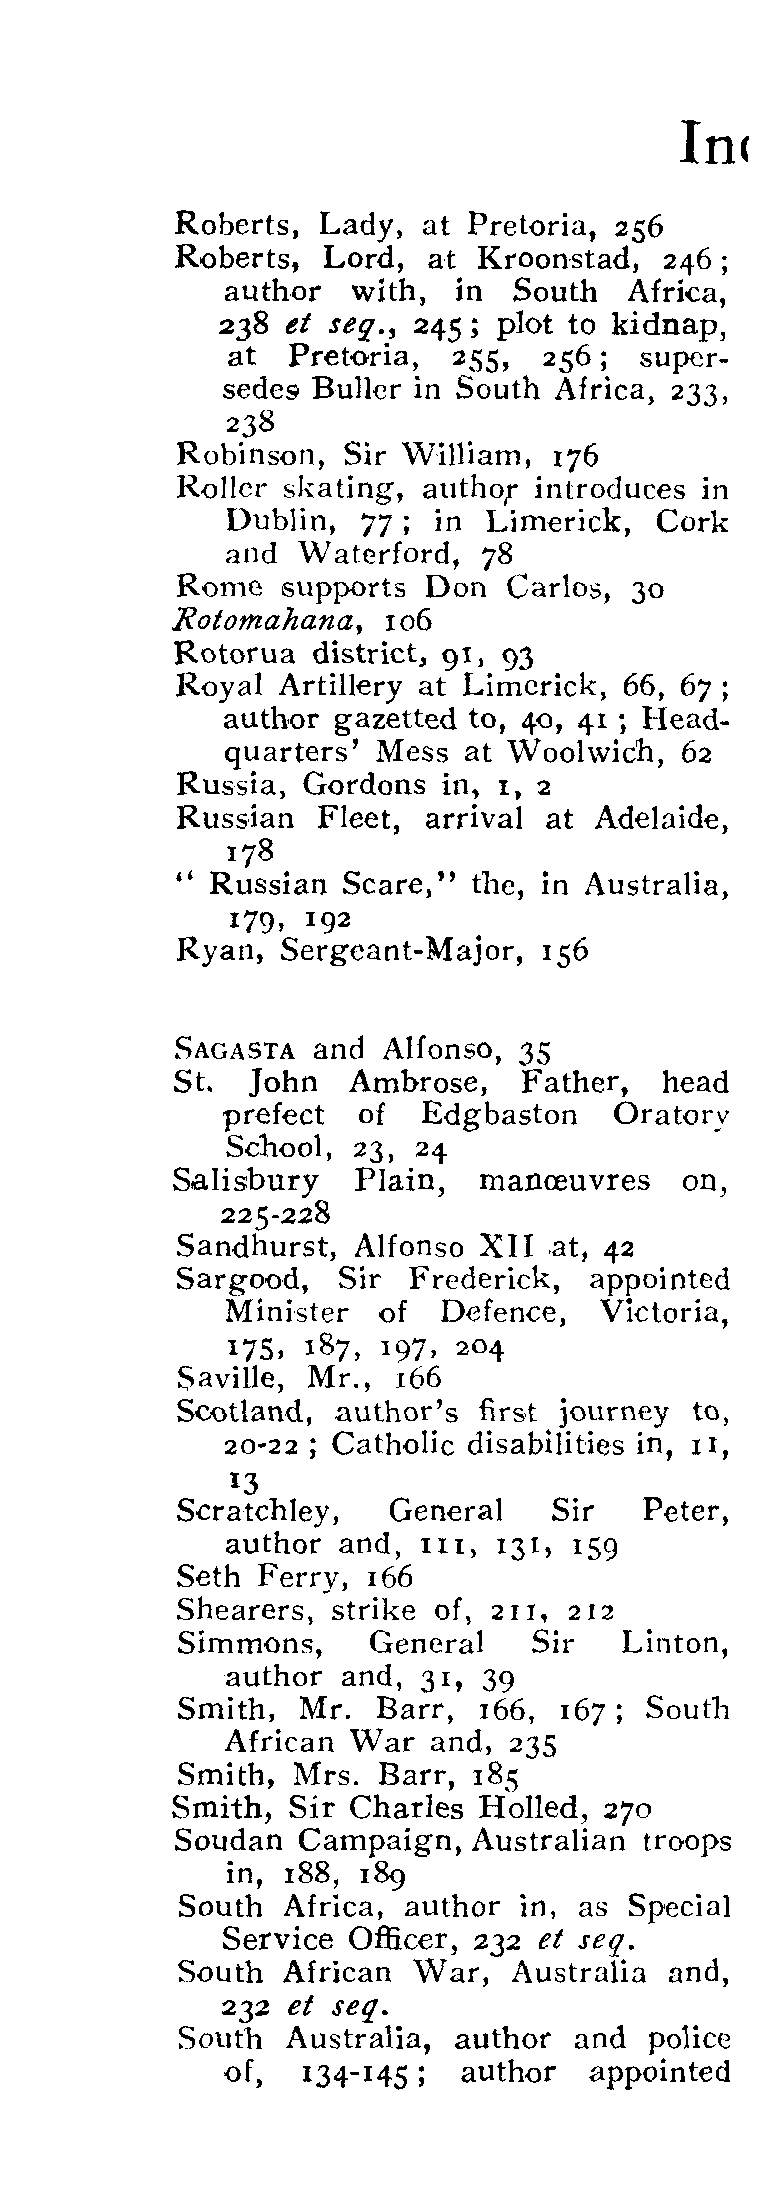 Roberts, Lady, at Pretoria, 256
Roberts, Lord, at Kroonstad, 246;
author with, in South Africa,
238 et seq., 245; plot to kidnap,
at Pretoria, 255, 256; super-
sedes Buller in South Africa, 233,
238
Robinson, Sir William, 176
Roller skating, author introduces in
Dublin, 77; in Limerick, Cork
and Waterford, 78
Rome supports Don Carlos, 30
Rotomahana, 106
Rotorua district, 91, 93
Royal Artillery at Limerick, 66, 67;
author gazetted to, 40, 41; Head-
quarters' Mess at Woolwich, 62
Russia, Gordons in, 1, 2
Russian Fleet, arrival at Adelaide,
178
"Russian Scare," the, in Australia,
179, 192
Ryan, Sergeant-Major, 156
SAGASTA and Alfonso, 35
St. John Ambrose, Father, head
prefect of Edgbaston Oratory
School, 23, 24
Salisbury Plain, manœuvres on,
225-228
Sandhurst, Alfonso XII at, 42
Sargood, Sir Frederick, appointed
Minister of Defence, Victoria,
175, 187, 197, 204
Saville, Mr., 166
Scotland, author's first journey to,
20-22; Catholic disabilities in, 11,
13
Scratchley, General Sir Peter,
author and, 111, 131, 159
Seth Ferry, 166
Shearers, strike of, 211, 212
Simmons, General Sir Linton,
author and, 31, 39
Smith, Mr. Barr, 166, 167; South
African War and, 235
Smith, Mrs. Barr, 185
Smith, Sir Charles Holled, 270
Soudan Campaign, Australian troops
in, 188, 189
South Africa, author in, as Special
Service Officer, 232 et seq.
South African War, Australia and,
232 et seq.
South Australia, author and police
of, 134-145; author appointed